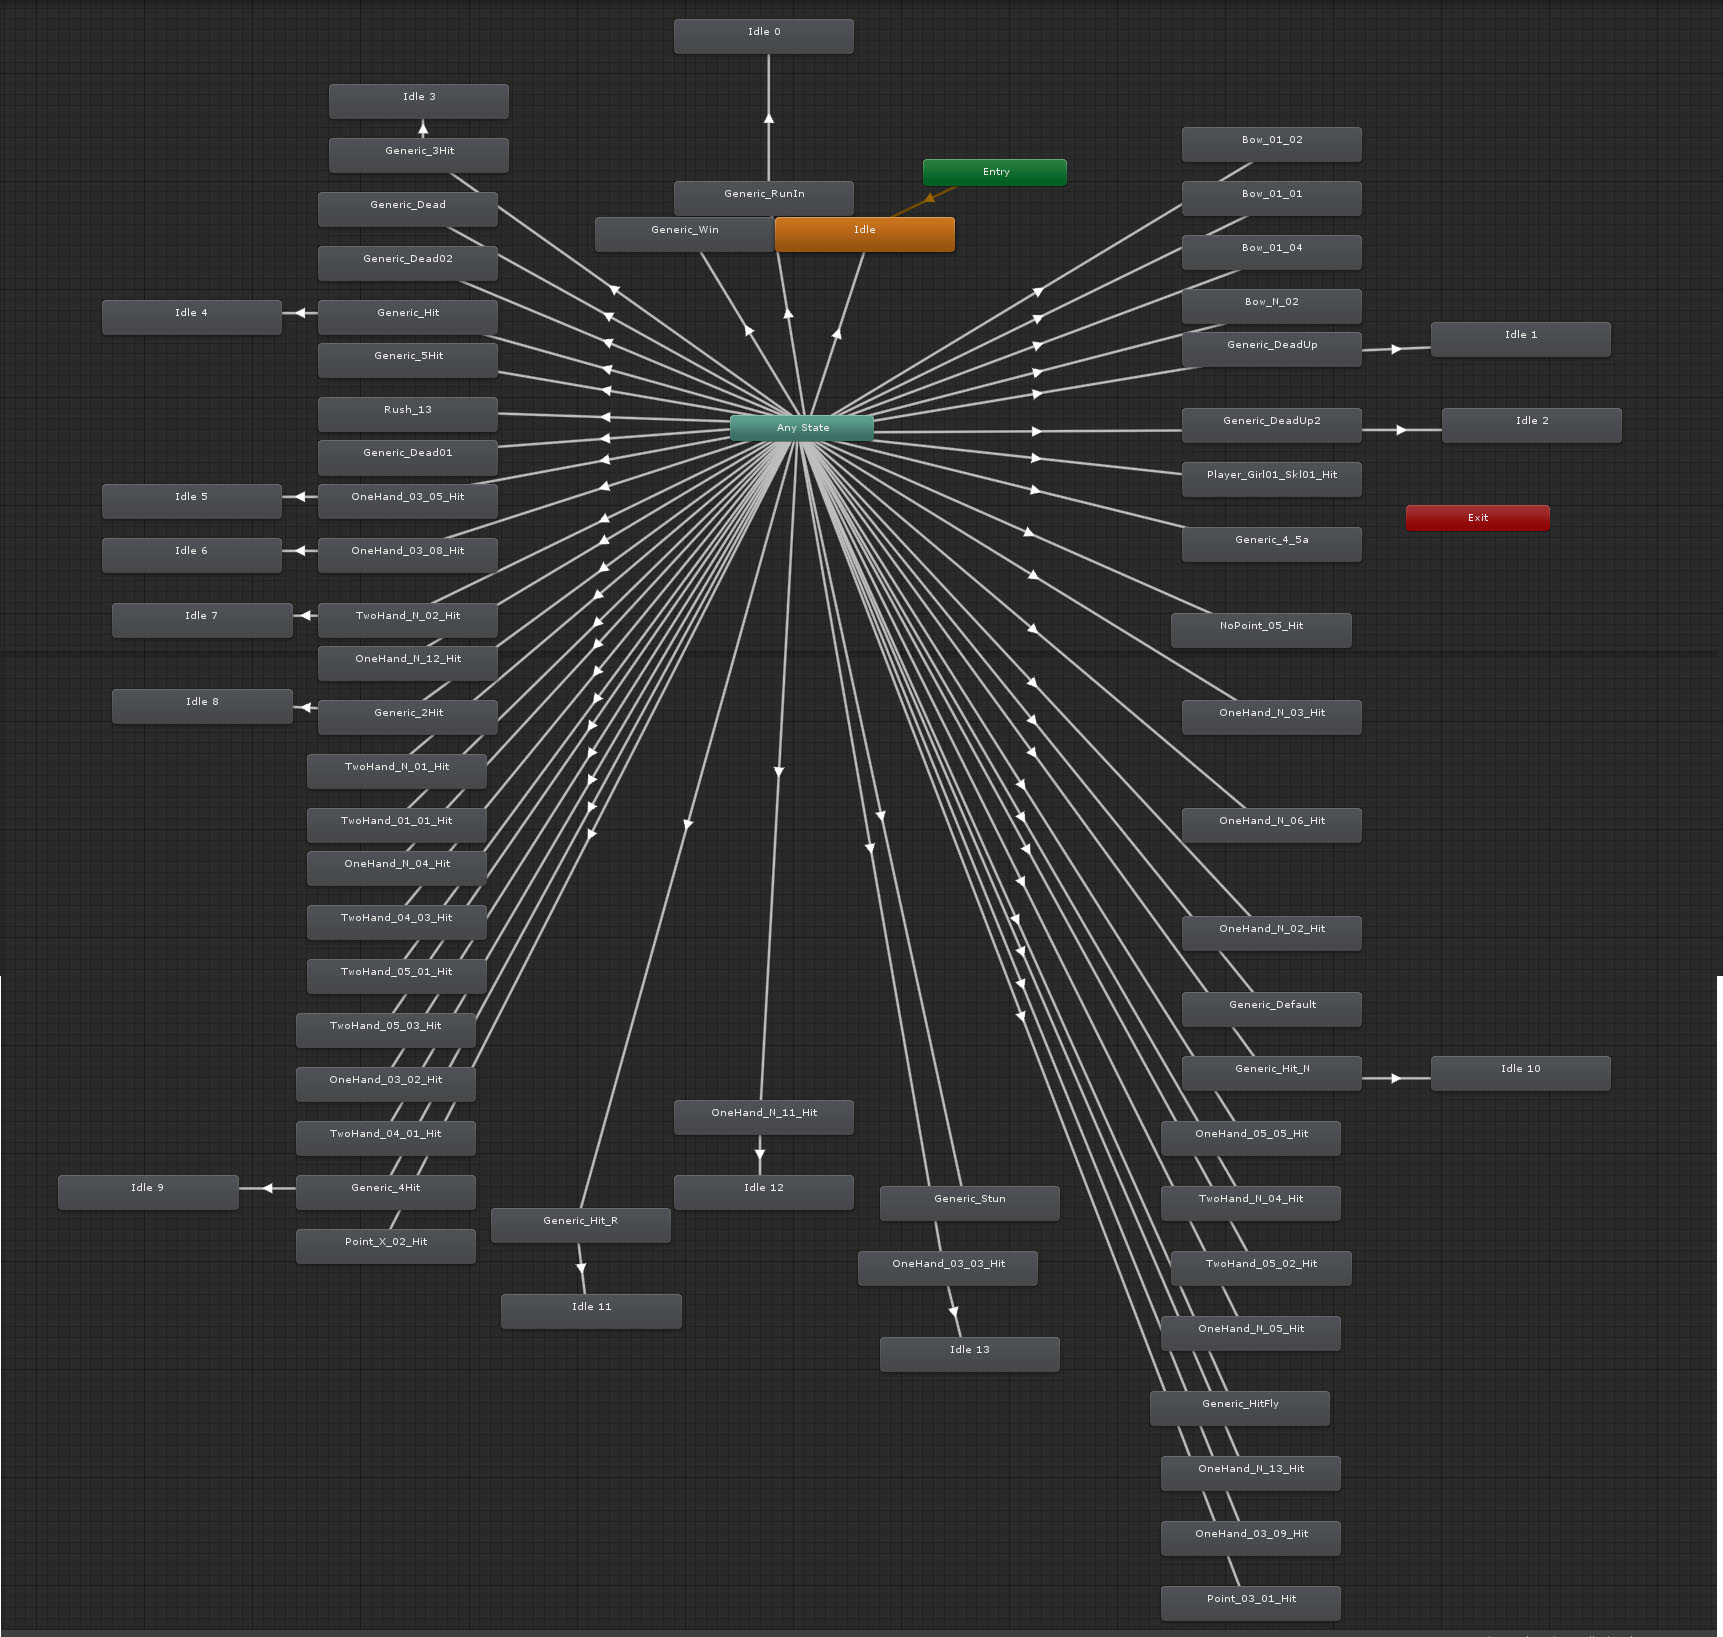 Idle 0
Idle 3
Generic_3Hit
Bow_01_02
Entry
Generic_RunIn
Bow_01_01
Generic_Dead
Generic_Win
Idle
Bow_01_04
Generic_Dead02
Bow_N_02
Idle 4
Generic_Hit
Idle 1
Generic_DeadUp
Generic_5Hit
Rush_13
Generic_DeadUp2
Idle 2
Any State
Generic_Dead01
Player_Girl01_Skl01_Hit
Idle 5
OneHand_03_05_Hit
Exit
Generic_4_5a
Idle 6
OneHand_03_08_Hit
Idle 7
TwoHand_N_02_Hit
NoPoint_05_Hit
OneHand_N_12_Hit
Idle 8
Generic_2Hit
OneHand_N_03_Hit
TwoHand_N_01_Hit
TwoHand_01_01_Hit
OneHand_N_06_Hit
OneHand_N_04_Hit
TwoHand_04_03_Hit
OneHand_N_02_Hit
TwoHand_05_01_Hit
Generic_Default
TwoHand_05_03_Hit
Generic_Hit_N
Idle 10
OneHand_03_02_Hit
OneHand_N_11_Hit
TwoHand_04_01_Hit
OneHand_05_05_Hit
Idle 9
Generic_4Hit
Idle 12
Generic_Stun
TwoHand_N_04_Hit
Generic_Hit_R
Point_X_02_Hit
OneHand_03_03_Hit
TwoHand_05_02_Hit
Idle 11
OneHand_N_05_Hit
Idle 13
Generic_HitFly
OneHand_N_13_Hit
OneHand_03_09_Hit
Point_03_01_Hit